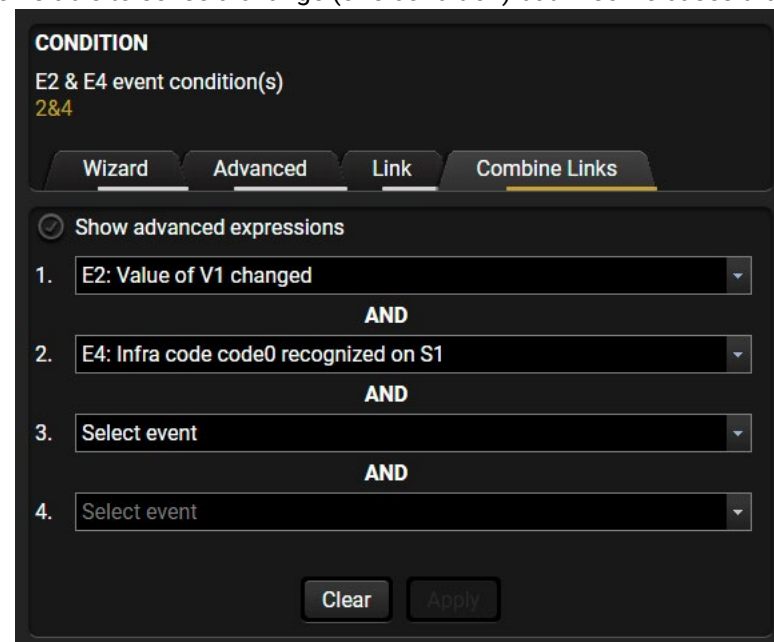 CONDITION
E2 & E4 event condition(s)
2&4
Wizard Advanced Link Combine Links
Show advanced expressions
1. E2: Value of V1 changed
AND
2. E4: Infra code code0 recognized on S1
AND
3. Select event
AND
4. Select event
Clear Apply